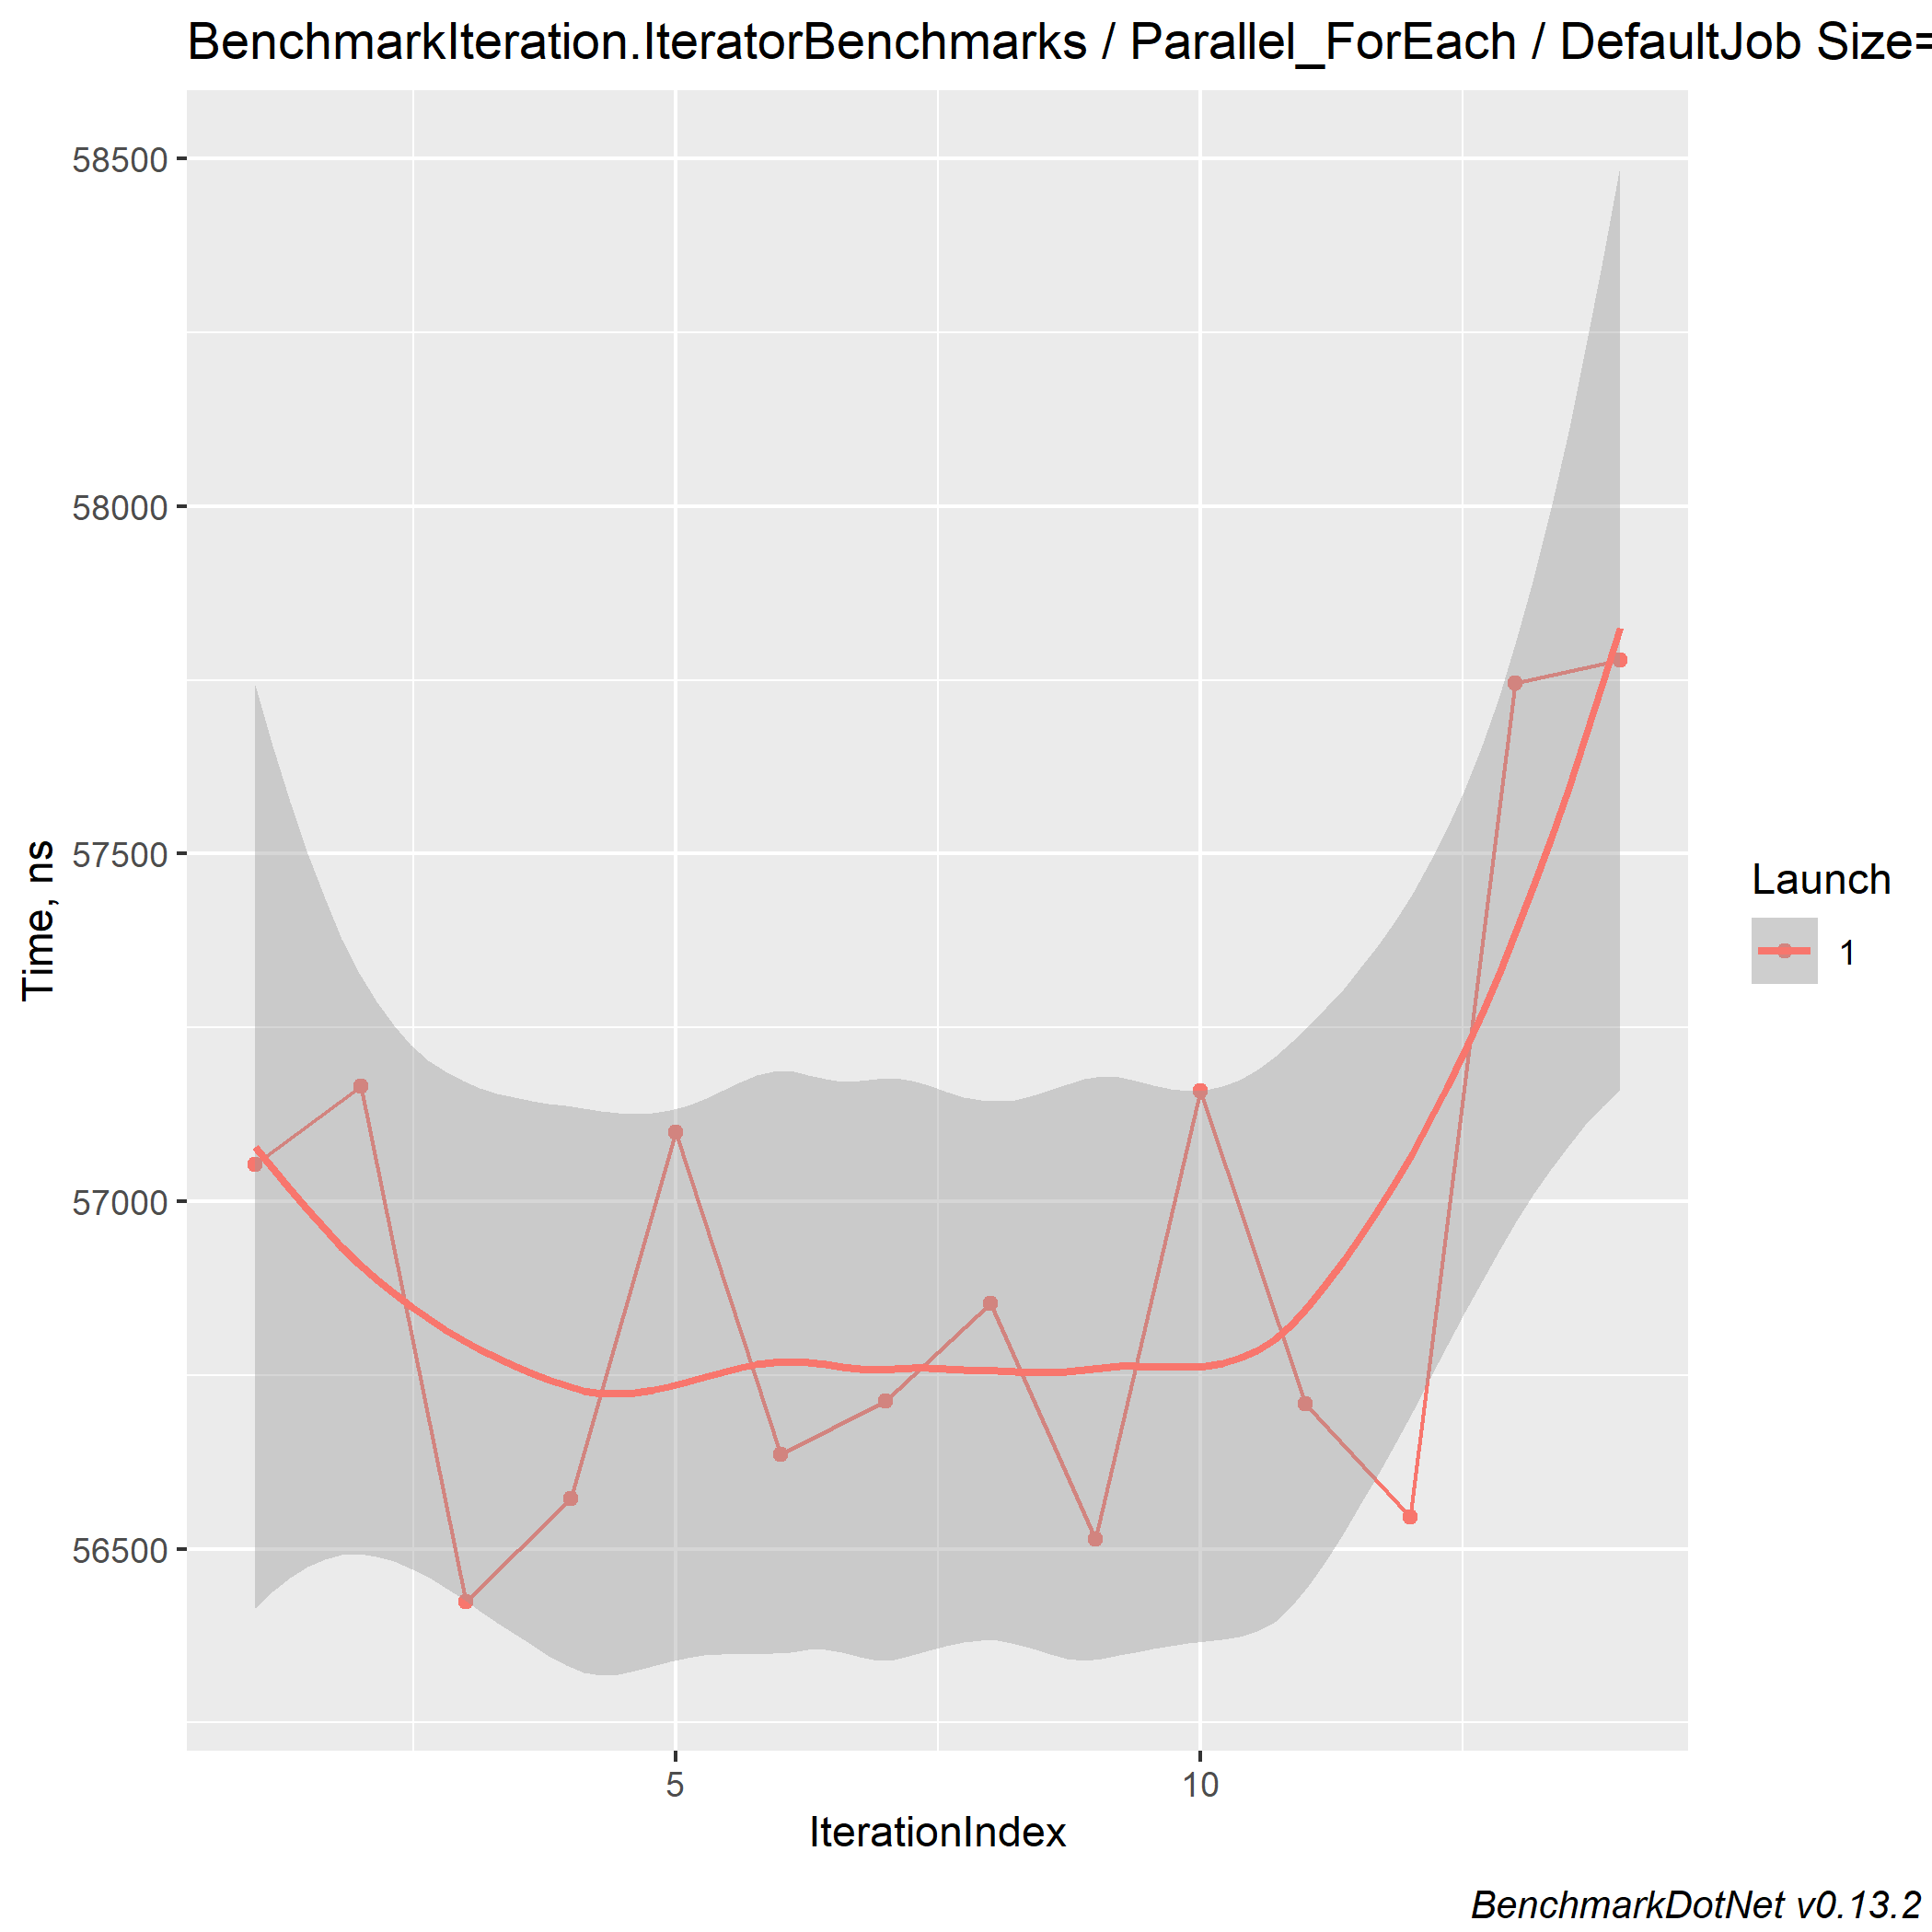 BenchmarkIteration.IteratorBenchmarks / Parallel_ForEach / DefaultJob Size=
58500
58000
57500
57000
56500
Time, ns
5
10
IterationIndex
Launch
1
BenchmarkDotNet v0.13.2